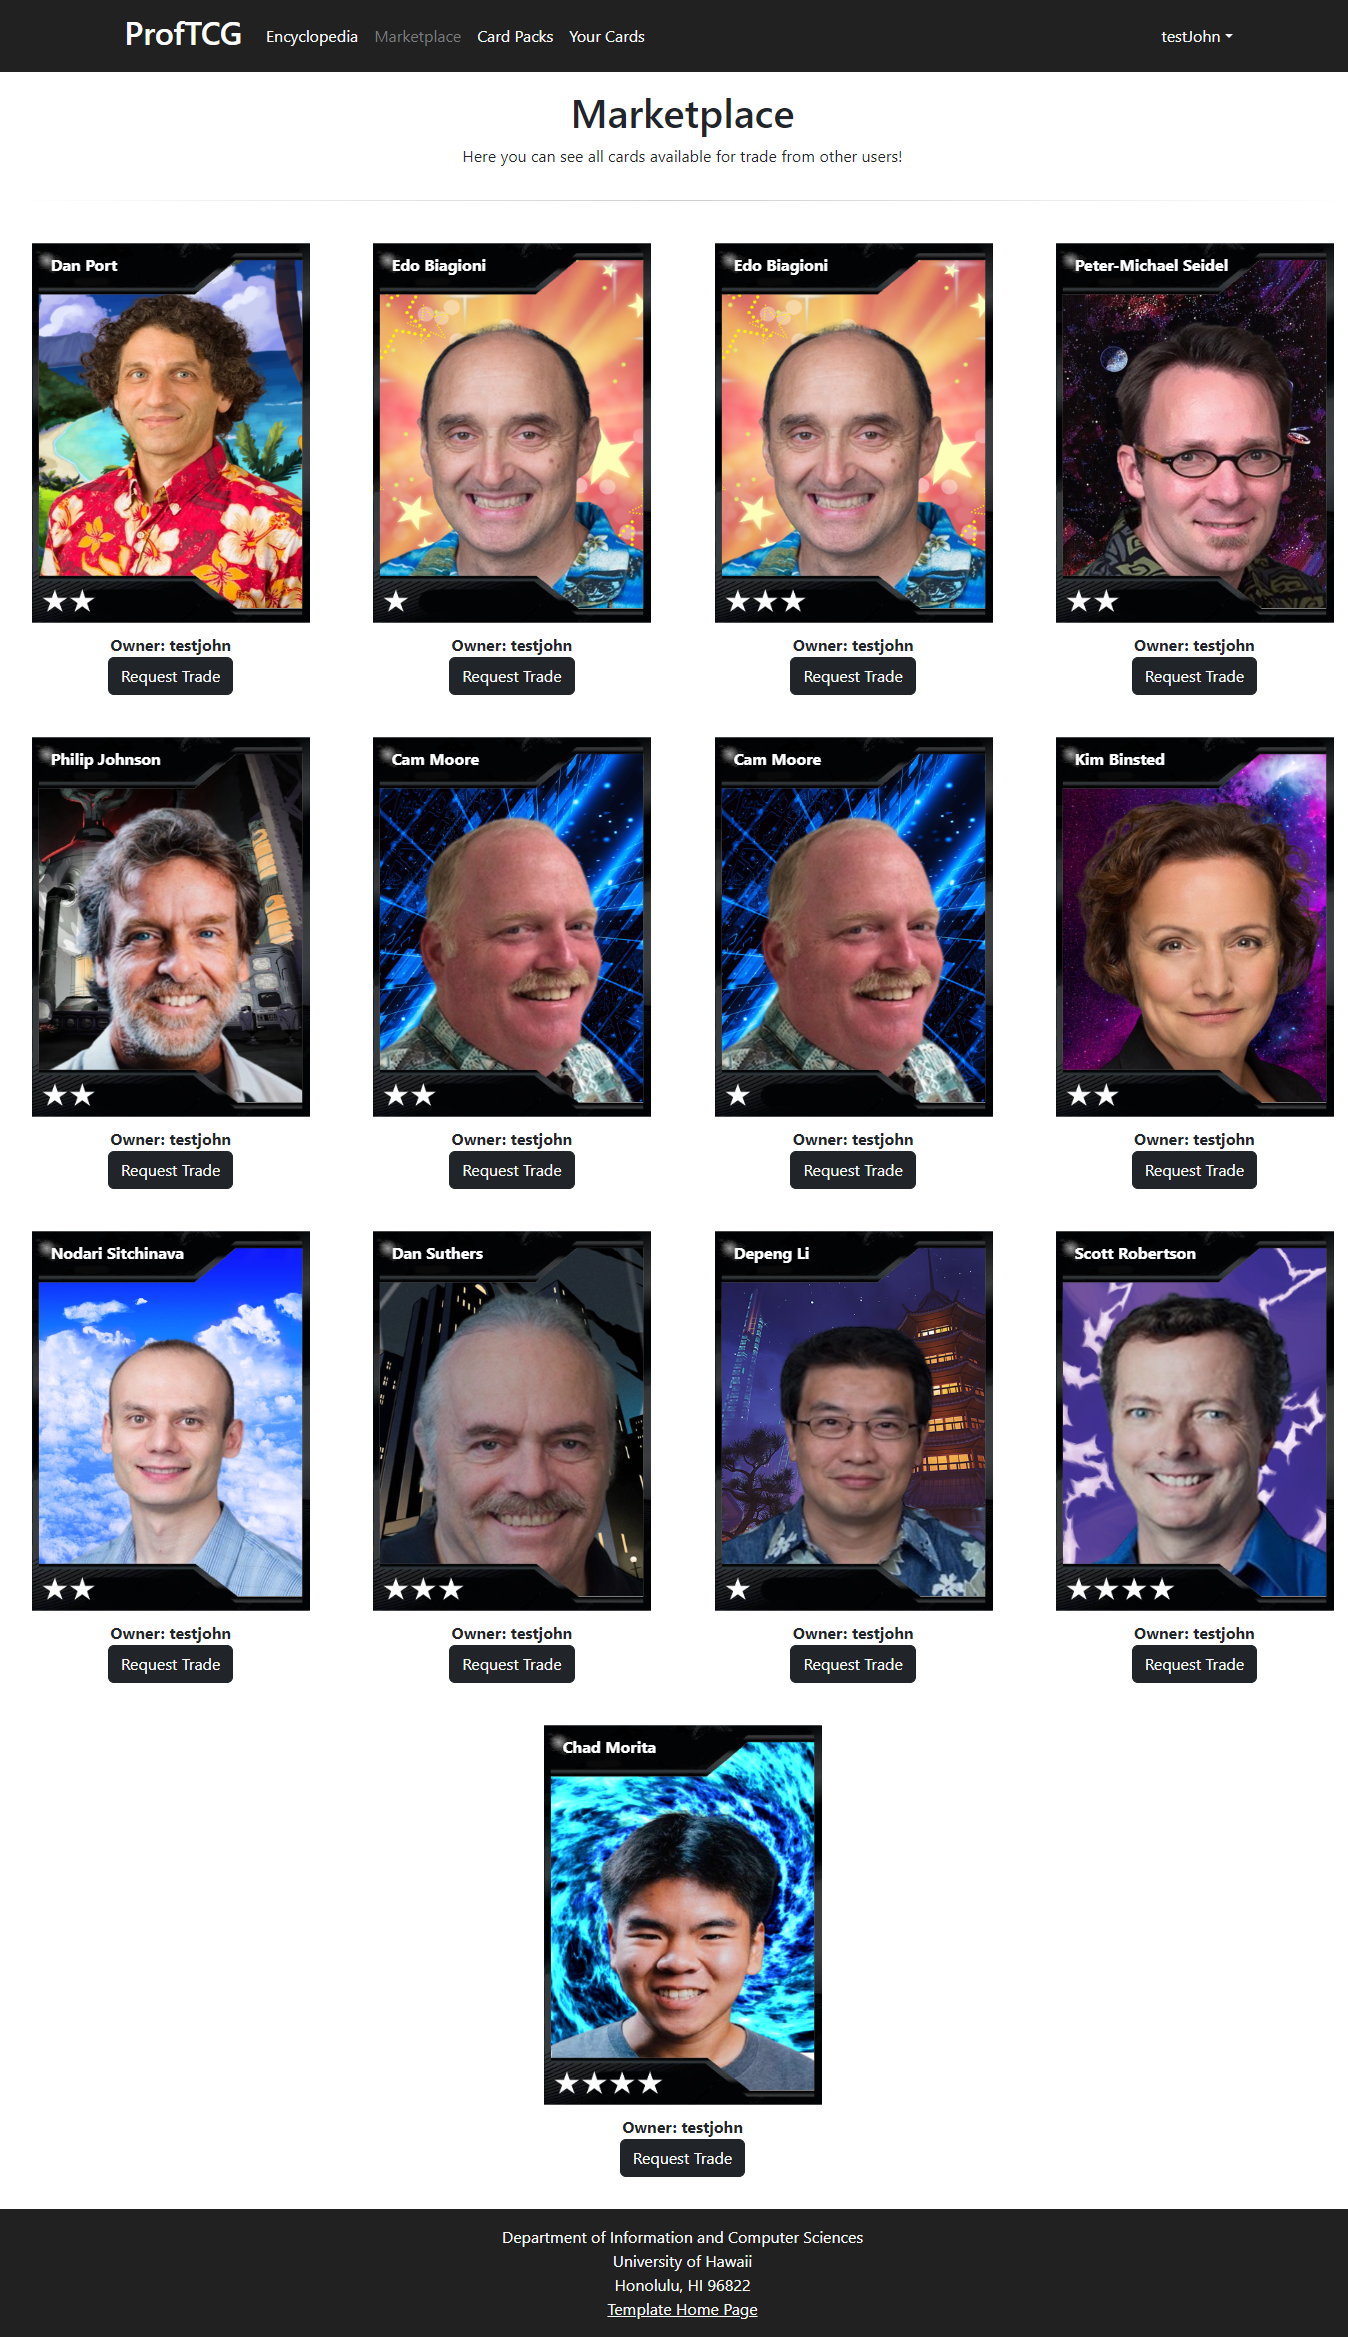 ProfTCG Encyclopedia Marketplace Card Packs Your Cards testJohn
Marketplace
Here you can see all cards available for trade from other users!
Dan Port Edo Biagioni Edo Biagioni Peter-Michael Seidel
Owner: testjohn Owner: testjohn Owner: testjohn Owner: testjohn
Request Trade Request Trade Request Trade Request Trade
Philip Johnson Cam Moore Cam Moore Kim Binsted
Owner: testjohn Owner: testjohn Owner: testjohn Owner: testjohn
Request Trade Request Trade Request Trade Request Trade
Nodari Sitchinava Dan Suthers Depeng Li Scott Robertson
Owner: testjohn Owner: testjohn Owner: testjohn Owner: testjohn
Request Trade Request Trade Request Trade Request Trade
Chad Morita
Owner: testjohn
Request Trade
Department of Information and Computer Sciences
University of Hawaii
Honolulu, HI 96822
Template Home Page